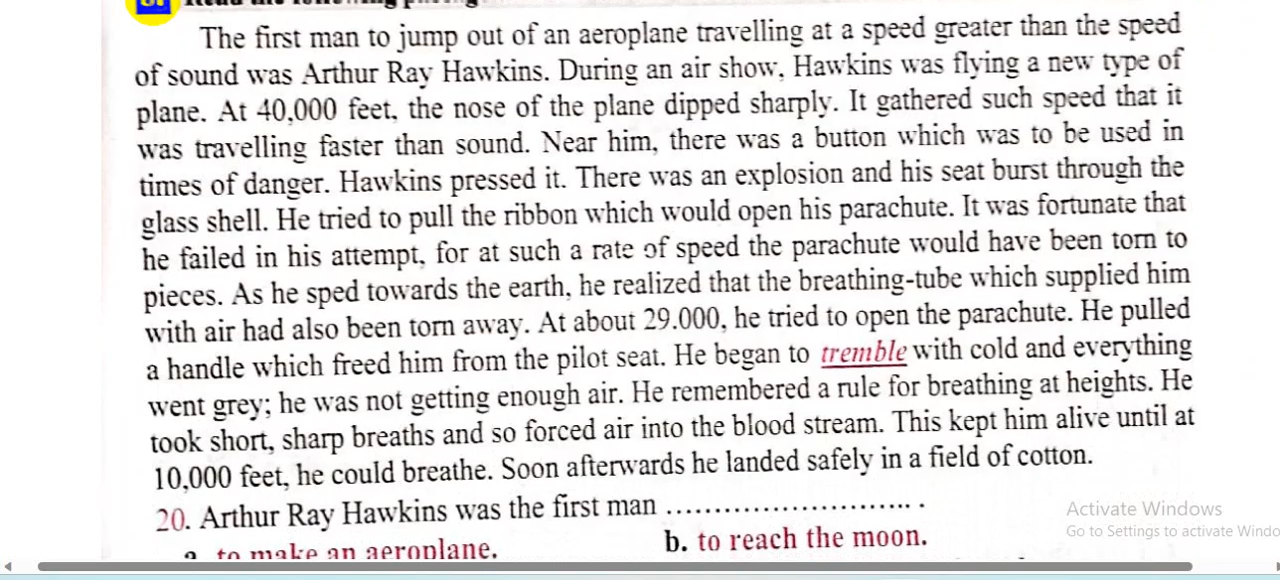 The first man to jump out of an aeroplane travelling at a speed greater than the speed
of sound was Arthur Ray Hawkins. During an air show, Hawkins was flying a new type of
plane. At 40,000 feet, the nose of the plane dipped sharply. It gathered such speed that it
was travelling faster than sound. Near him, there was a button which was to be used in
times of danger. Hawkins pressed it. There was an explosion and his seat burst through the
glass shell. He tried to pull the ribbon which would open his parachute. It was fortunate that
he failed in his attempt, for at such a rate of speed the parachute would have been torn to
pieces. As he sped towards the earth, he realized that the breathing-tube which supplied him
with air had also been torn away. At about 29.000, he tried to open the parachute. He pulled
a handle which freed him from the pilot seat. He began to tremble with cold and everything
went grey; he was not getting enough air. He remembered a rule for breathing at heights. He
took short, sharp breaths and so forced air into the blood stream. This kept him alive until at
10,000 feet, he could breathe. Soon afterwards he landed safely in a field of cotton.
20. Arthur Ray Hawkins was the first man ............................ .
a. to make an aeroplane. b. to reach the moon.
Activate Windows
Go to Settings to activate Windo